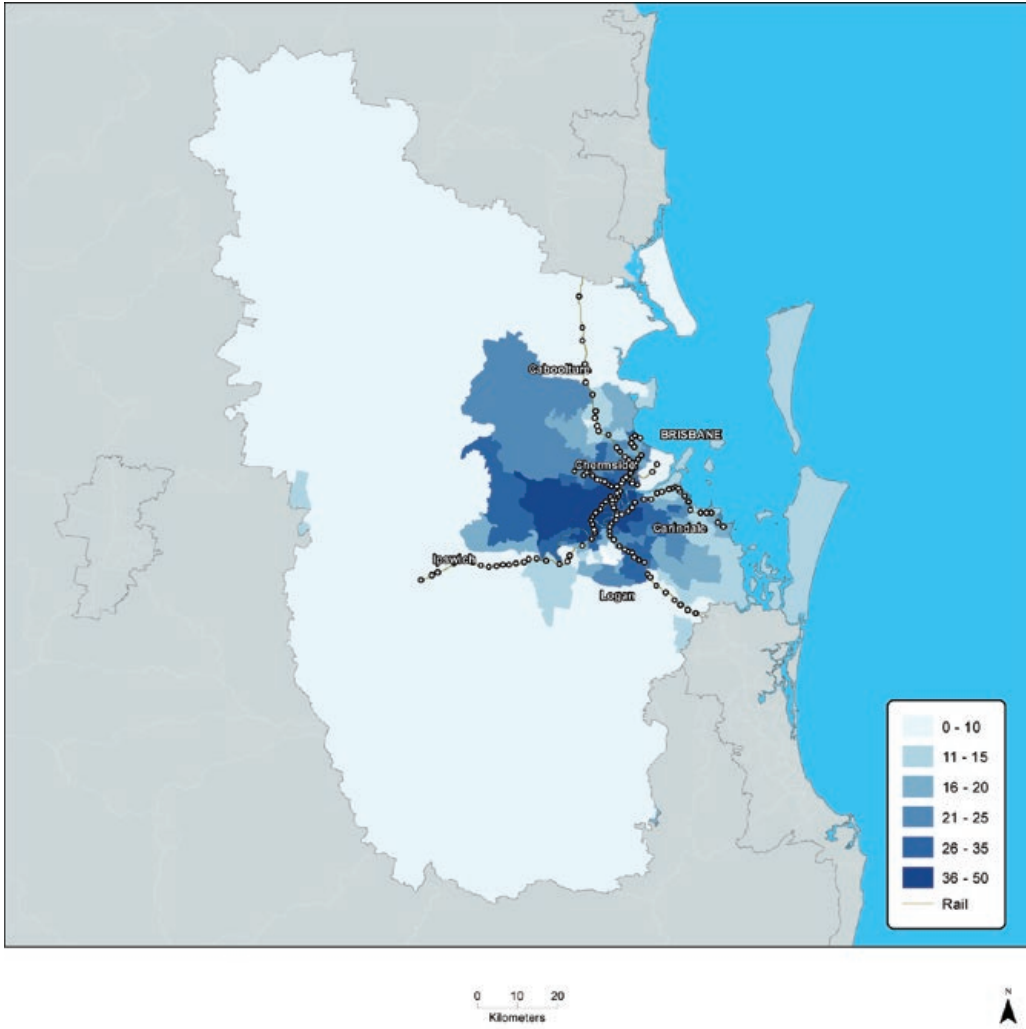 Caboolture
BRISBANE
Chermside
Carindale
Ipswich
Logan
0 - 10
11 - 15
16 - 20
21 - 25
26 - 35
36 - 50
Rail
0 10 20
Kilometers
N